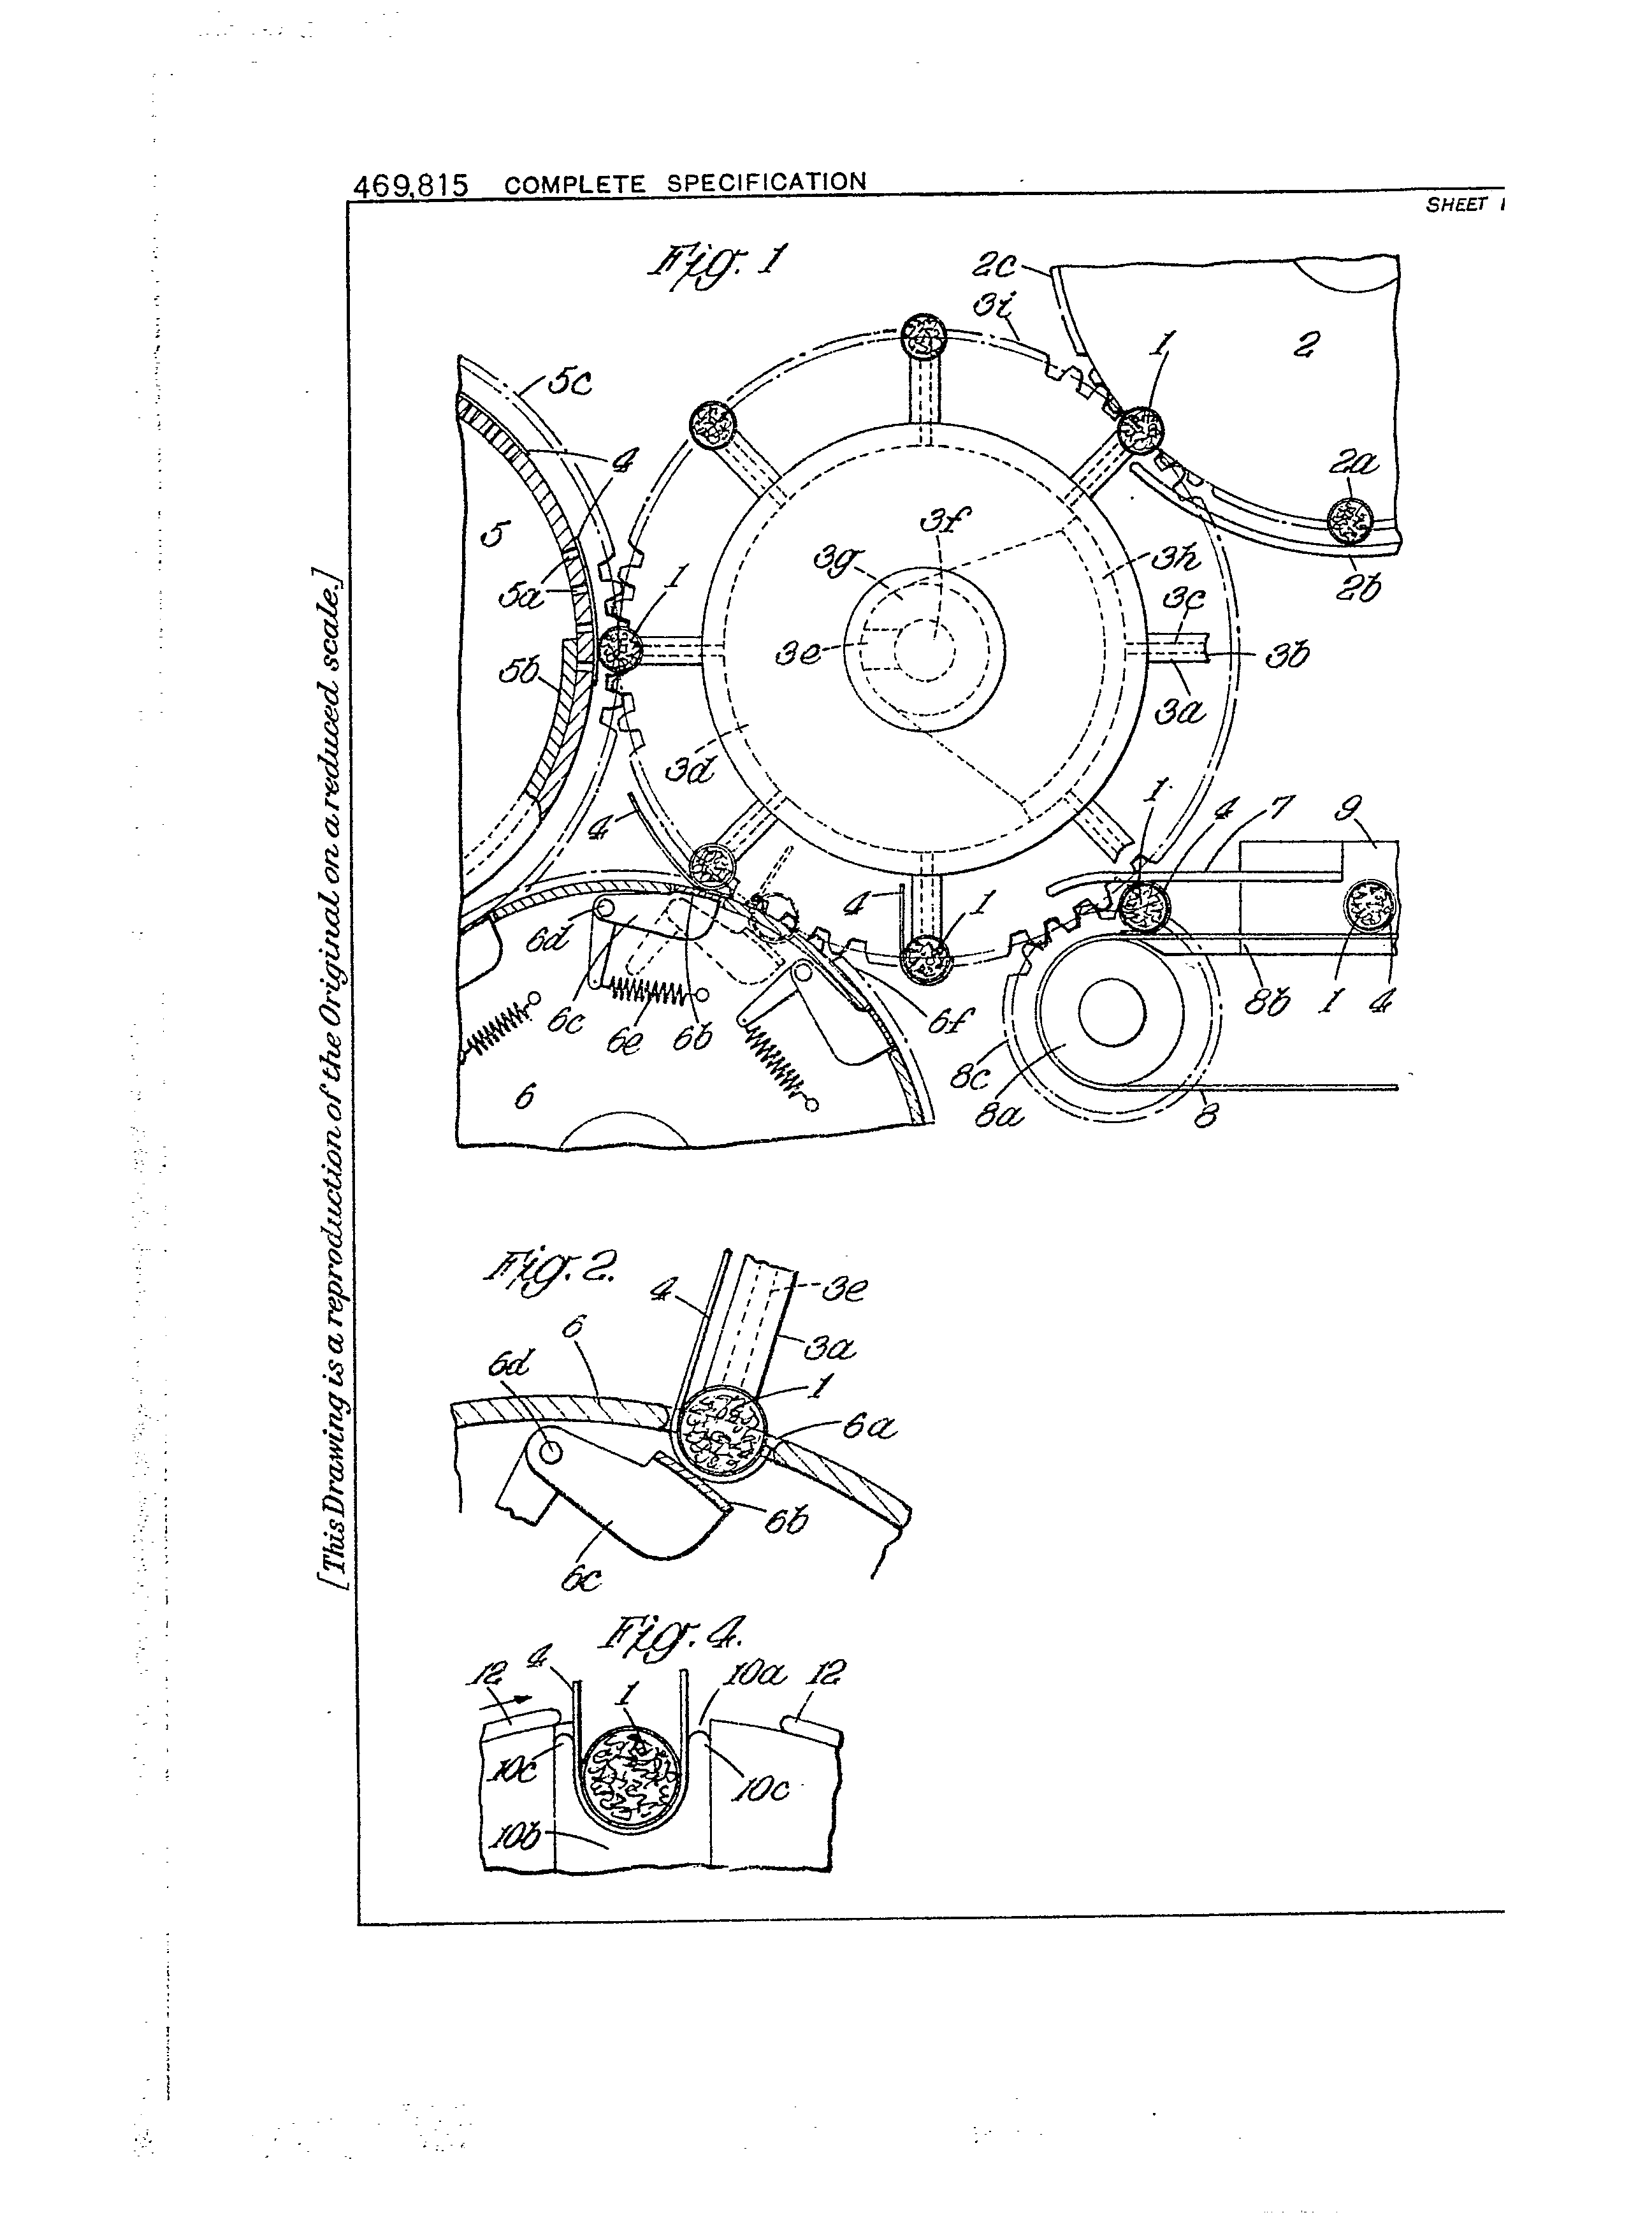 469,815 COMPLETE SPECIFICATION
SHEET 1
[This Drawing is a reproduction of the Original on a reduced scale.]
Fig. 1
2c
3i
1
2
5c
4
2a
5
3f
3g
3h
5a
1
3c
2b
5b
3e
3b
3a
3d
1
4
7
9
4
4
1
6d
6c
6e
6b
6f
8b
1
4
8c
8a
8
6
Fig. 2.
4
3e
6
3a
6d
1
6a
6b
6c
Fig. 4.
12
4
1
10a
12
10c
10c
10b